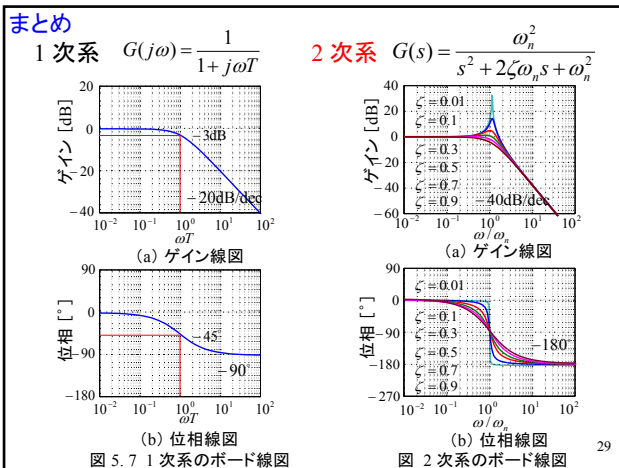 まとめ
1 次系 G(jω) = 1 / (1 + jωT)
20
0
−20
−40
ゲイン [dB]
−3dB
−20dB/dec
10⁻² 10⁻¹ 10⁰ 10¹ 10²
ωT
(a) ゲイン線図
90
0
−90
−180
位相 [°]
−45°
−90°
10⁻² 10⁻¹ 10⁰ 10¹ 10²
ωT
(b) 位相線図
図 5.7 1 次系のボード線図
2 次系 G(s) = ωₙ² / (s² + 2ζωₙs + ωₙ²)
40
20
0
20
40
−60
ゲイン [dB]
ζ = 0.01
ζ = 0.1
ζ = 0.3
ζ = 0.5
ζ = 0.7
ζ = 0.9
−40dB/dec
10⁻² 10⁻¹ 10⁰ 10¹ 10²
ω/ωₙ
(a) ゲイン線図
90
0
−90
−180
−270
位相 [°]
ζ = 0.01
ζ = 0.1
ζ = 0.3
ζ = 0.5
ζ = 0.7
ζ = 0.9
−180°
10⁻² 10⁻¹ 10⁰ 10¹ 10²
ω/ωₙ
(b) 位相線図
図 2 次系のボード線図
29